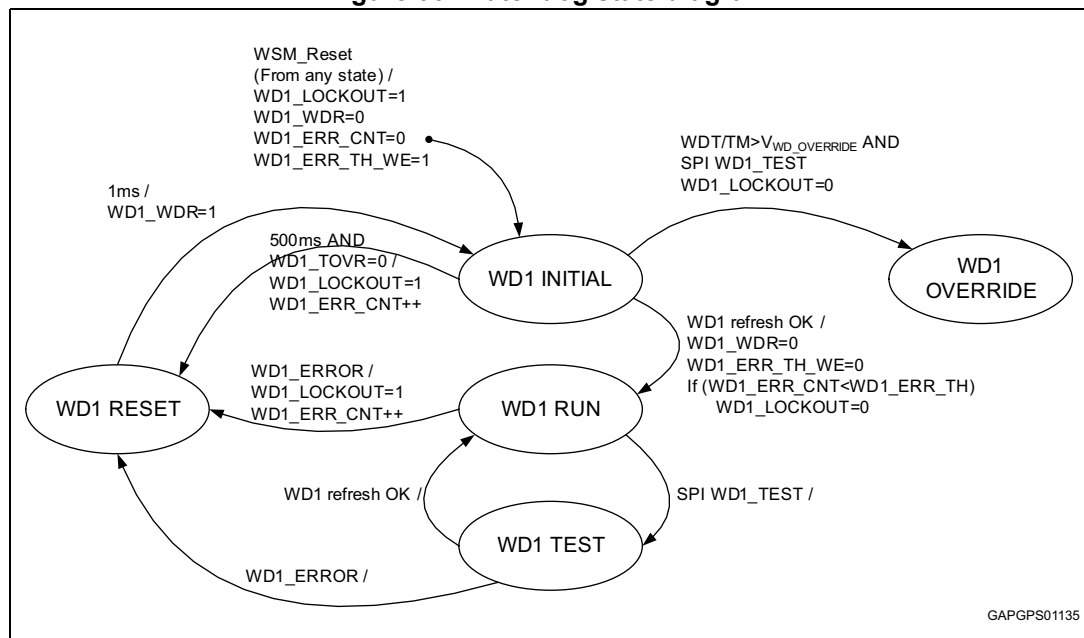 WSM_Reset
(From any state) /
WD1_LOCKOUT=1
WD1_WDR=0
WD1_ERR_CNT=0
WD1_ERR_TH_WE=1
WDT/TM>VWD_OVERRIDE AND
SPI WD1_TEST
WD1_LOCKOUT=0
1ms /
WD1_WDR=1
500ms AND
WD1_TOVR=0 /
WD1_LOCKOUT=1
WD1_ERR_CNT++
WD1 INITIAL
WD1
OVERRIDE
WD1 refresh OK /
WD1_WDR=0
WD1_ERR_TH_WE=0
If (WD1_ERR_CNT<WD1_ERR_TH)
WD1_LOCKOUT=0
WD1_ERROR /
WD1_LOCKOUT=1
WD1_ERR_CNT++
WD1 RESET
WD1 RUN
WD1 refresh OK /
SPI WD1_TEST /
WD1 TEST
WD1_ERROR /
GAPGPS01135